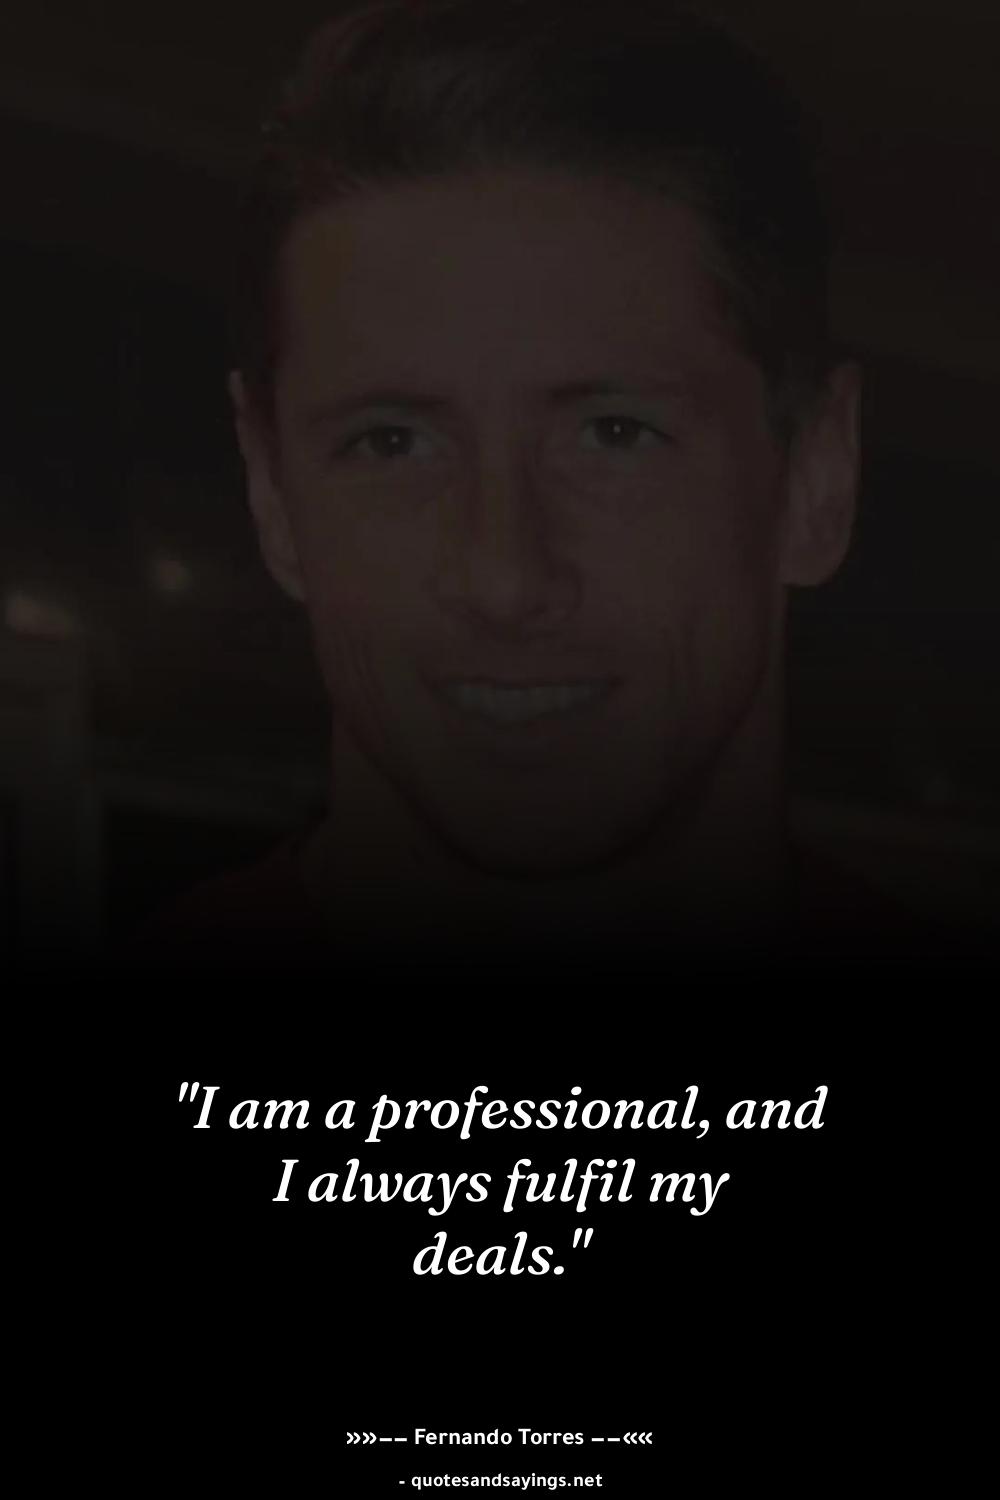 "I am a professional, and
I always fulfil my
deals."
»»–– Fernando Torres ––««
- quotesandsayings.net